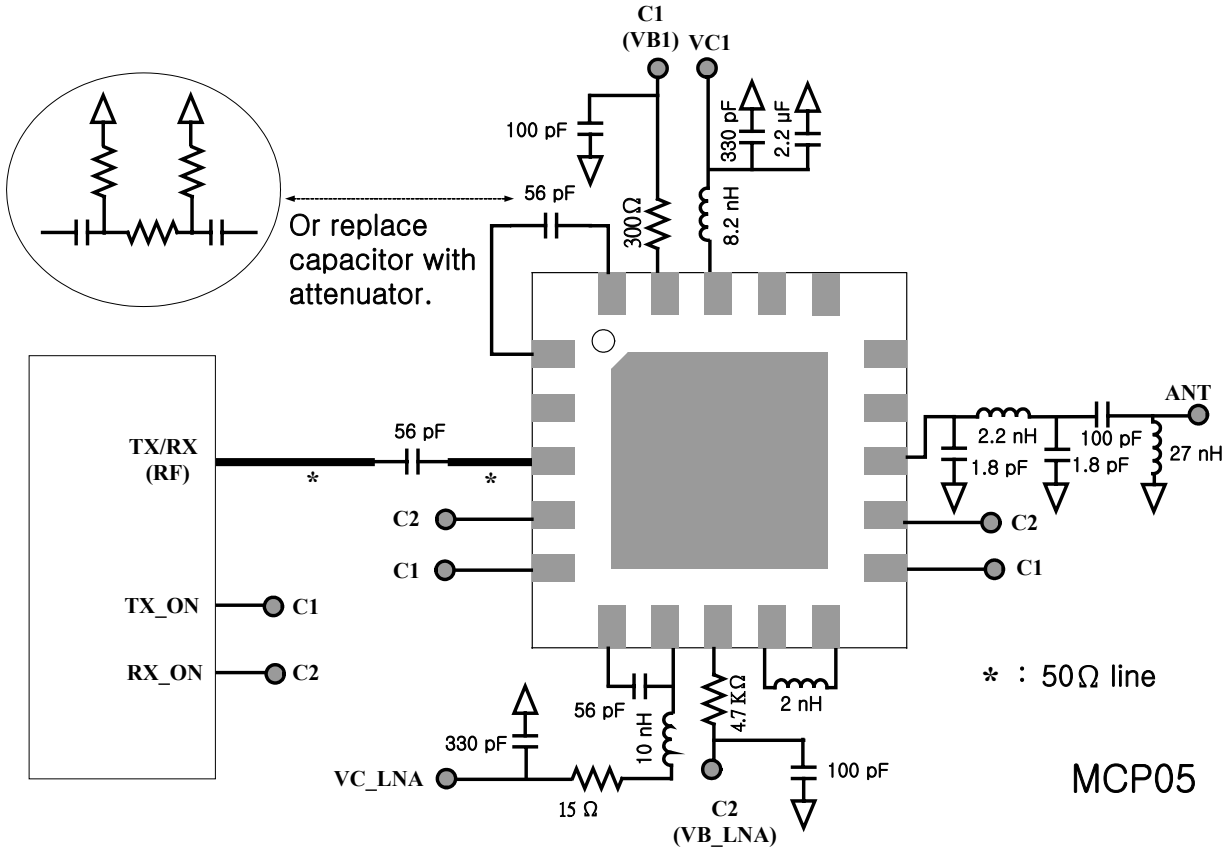 C1
(VB1)
VC1
100 pF
330 pF
2.2 μF
56 pF
300Ω
8.2 nH
Or replace
capacitor with
attenuator.
TX/RX
(RF)
*
56 pF
*
C2
C1
TX_ON
C1
RX_ON
C2
ANT
2.2 nH
100 pF
1.8 pF
1.8 pF
27 nH
C2
C1
56 pF
10 nH
4.7 KΩ
2 nH
330 pF
VC_LNA
15 Ω
100 pF
C2
(VB_LNA)
* : 50Ω line
MCP05